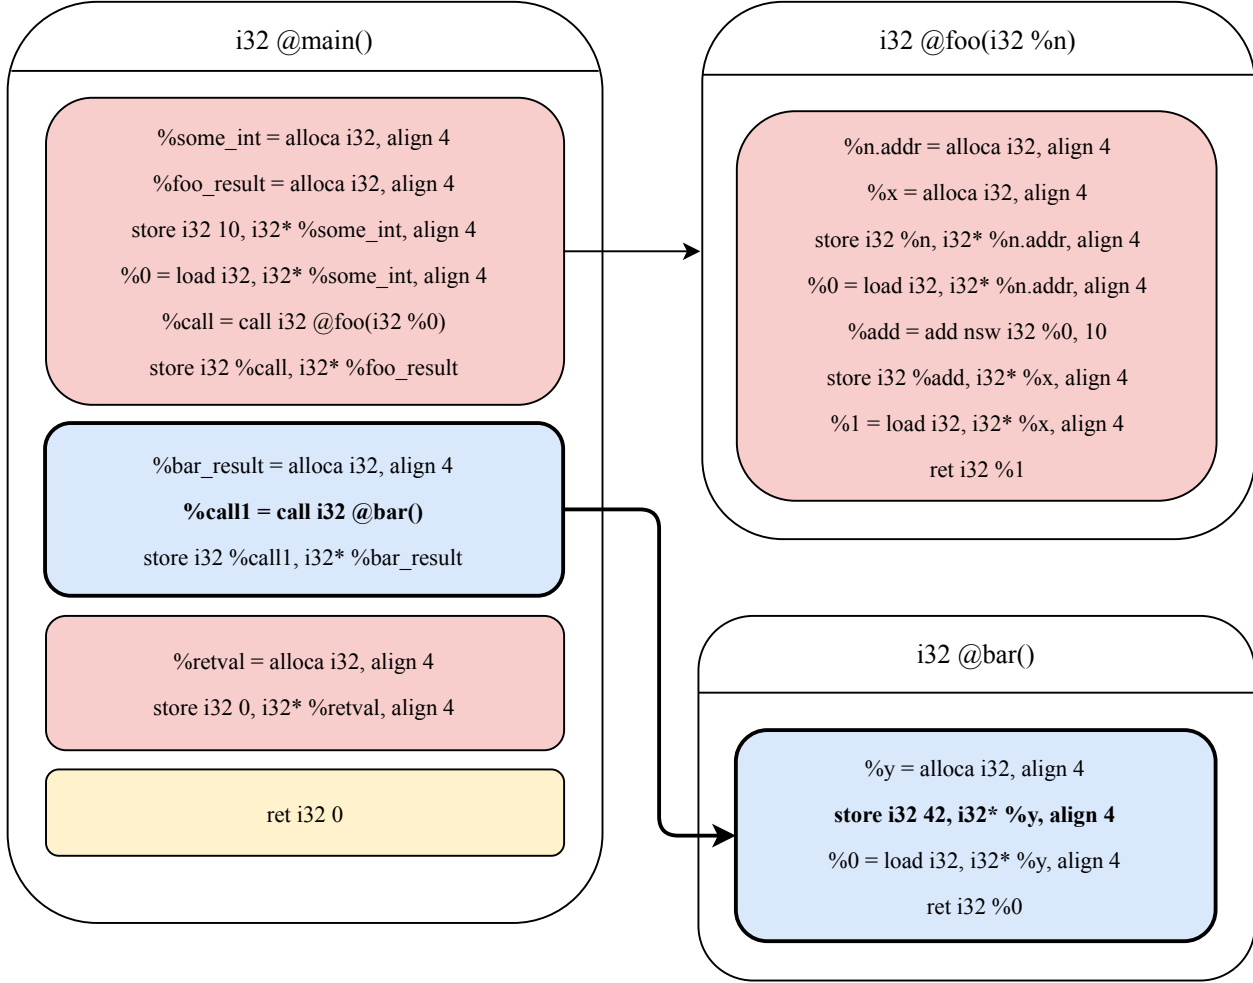 i32 @main()
%some_int = alloca i32, align 4
%foo_result = alloca i32, align 4
store i32 10, i32* %some_int, align 4
%0 = load i32, i32* %some_int, align 4
%call = call i32 @foo(i32 %0)
store i32 %call, i32* %foo_result
%bar_result = alloca i32, align 4
%call1 = call i32 @bar()
store i32 %call1, i32* %bar_result
%retval = alloca i32, align 4
store i32 0, i32* %retval, align 4
ret i32 0
i32 @foo(i32 %n)
%n.addr = alloca i32, align 4
%x = alloca i32, align 4
store i32 %n, i32* %n.addr, align 4
%0 = load i32, i32* %n.addr, align 4
%add = add nsw i32 %0, 10
store i32 %add, i32* %x, align 4
%1 = load i32, i32* %x, align 4
ret i32 %1
i32 @bar()
%y = alloca i32, align 4
store i32 42, i32* %y, align 4
%0 = load i32, i32* %y, align 4
ret i32 %0